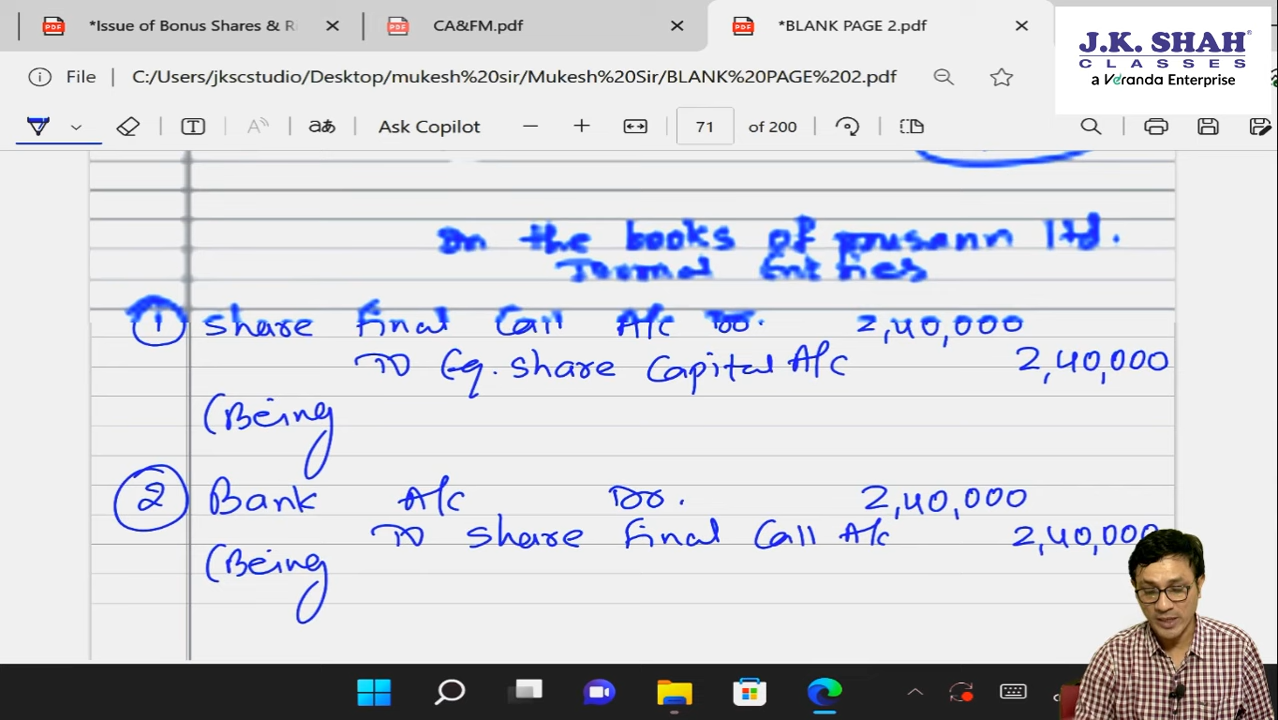 *Issue of Bonus Shares & Ri
CA&FM.pdf
*BLANK PAGE 2.pdf
J.K. SHAH®
CLASSES
a Veranda Enterprise
File
C:/Users/jkscstudio/Desktop/mukesh%20sir/Mukesh%20Sir/BLANK%20PAGE%202.pdf
Ask Copilot
71
of 200
In the books of ltd.
Journal Entries
1 Share Final Call A/c Dr. 2,40,000
To Eq. Share Capital A/c 2,40,000
(Being
2 Bank A/c Dr. 2,40,000
To Share Final Call A/c 2,40,000
(Being